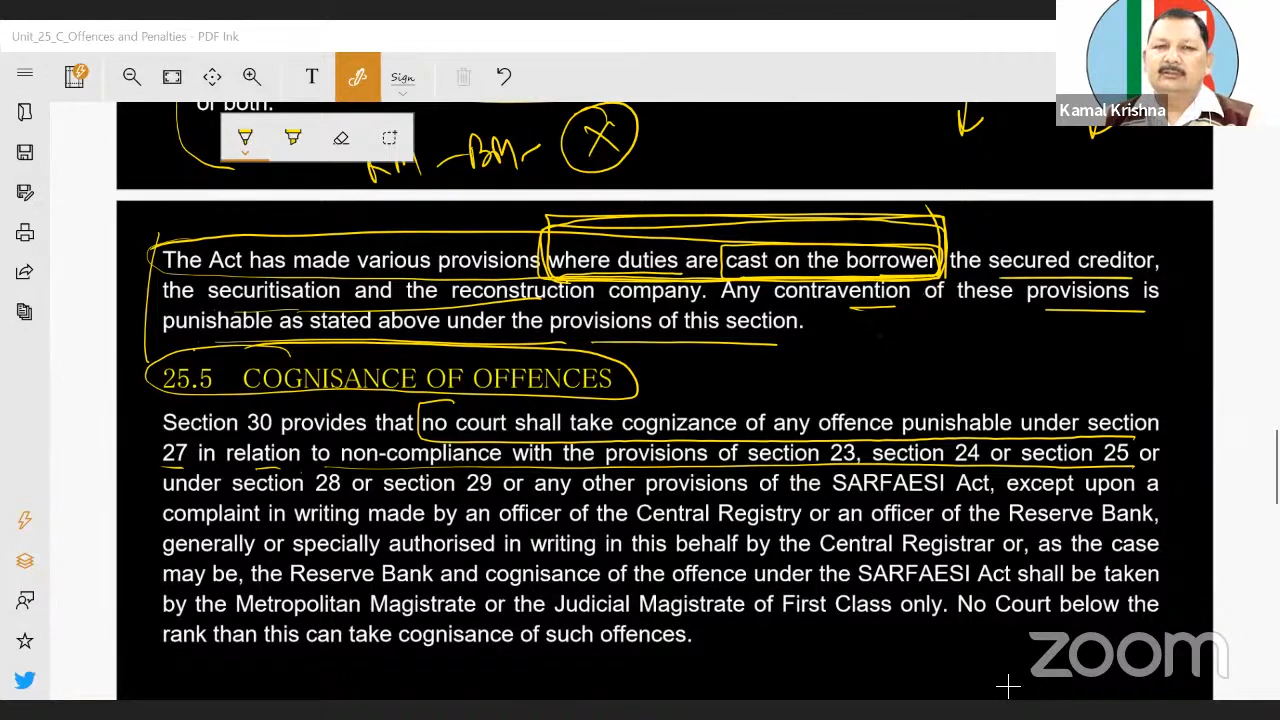 Unit_25_C_Offences and Penalties - PDF Ink
T
Sign
Kamal Krishna
or both.
BM
X
The Act has made various provisions where duties are cast on the borrower the secured creditor,
the securitisation and the reconstruction company. Any contravention of these provisions is
punishable as stated above under the provisions of this section.
25.5 COGNISANCE OF OFFENCES
Section 30 provides that no court shall take cognizance of any offence punishable under section
27 in relation to non-compliance with the provisions of section 23, section 24 or section 25 or
under section 28 or section 29 or any other provisions of the SARFAESI Act, except upon a
complaint in writing made by an officer of the Central Registry or an officer of the Reserve Bank,
generally or specially authorised in writing in this behalf by the Central Registrar or, as the case
may be, the Reserve Bank and cognisance of the offence under the SARFAESI Act shall be taken
by the Metropolitan Magistrate or the Judicial Magistrate of First Class only. No Court below the
rank than this can take cognisance of such offences.
zoom